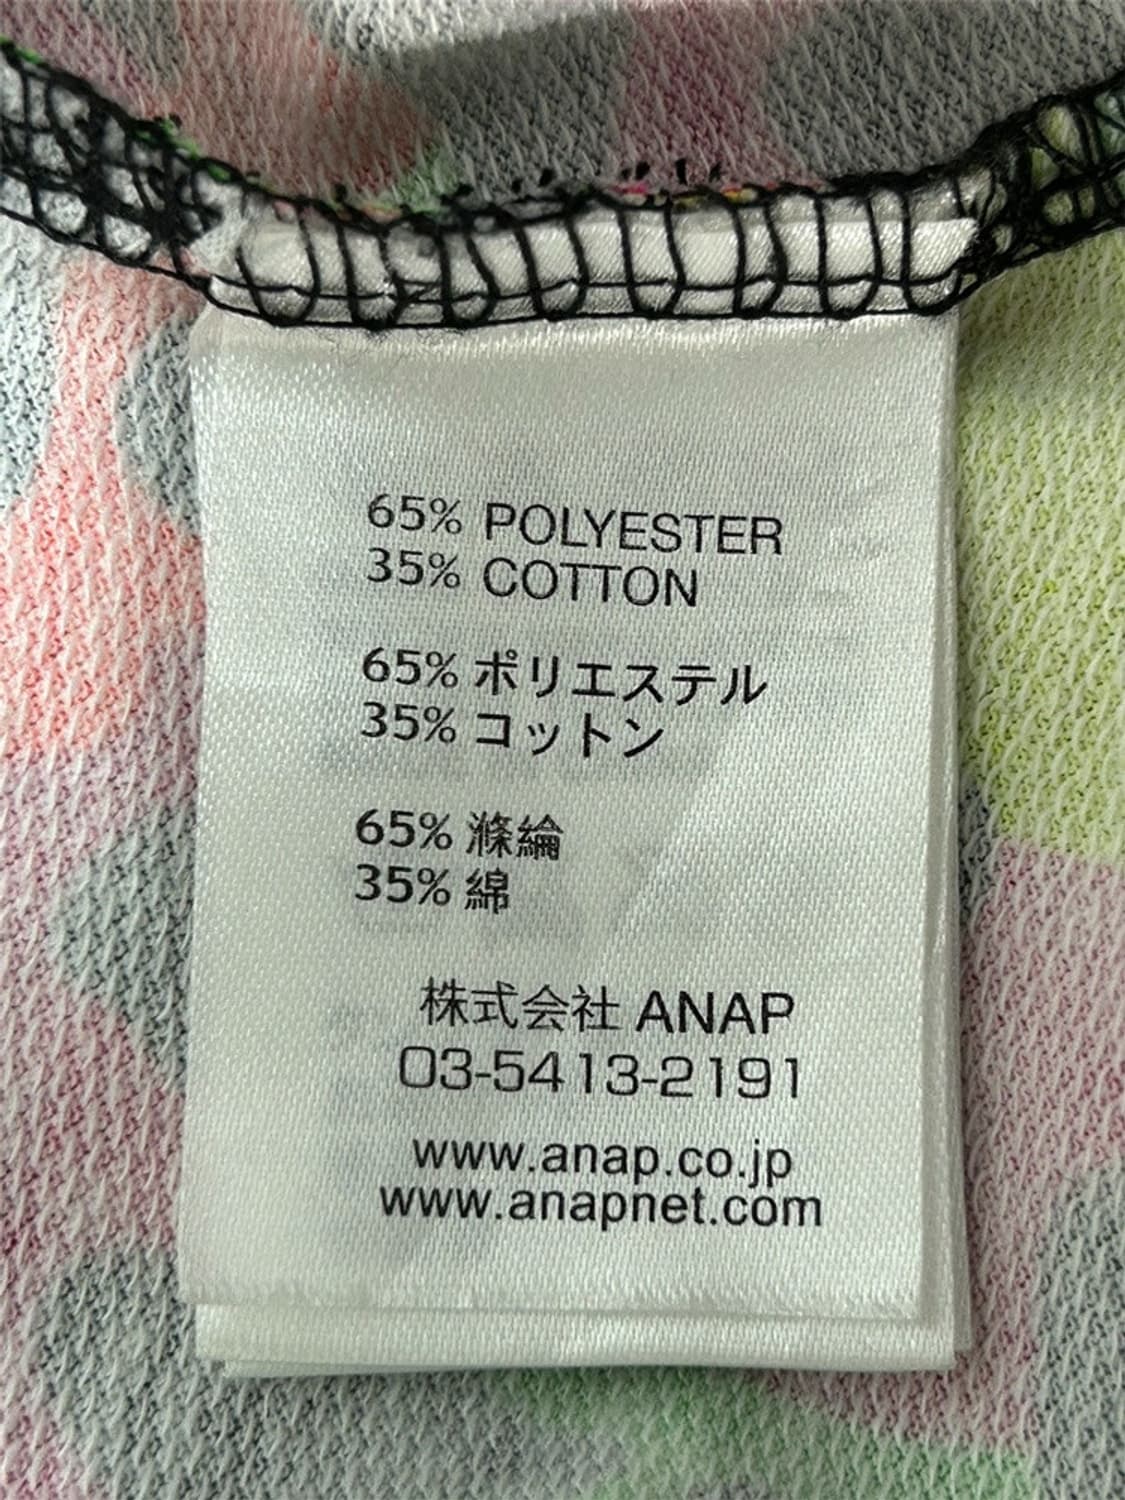 65% POLYESTER
35% COTTON
65% ポリエステル
35% コットン
65% 滌綸
35% 綿
株式会社 ANAP
03-5413-2191
www.anap.co.jp
www.anapnet.com